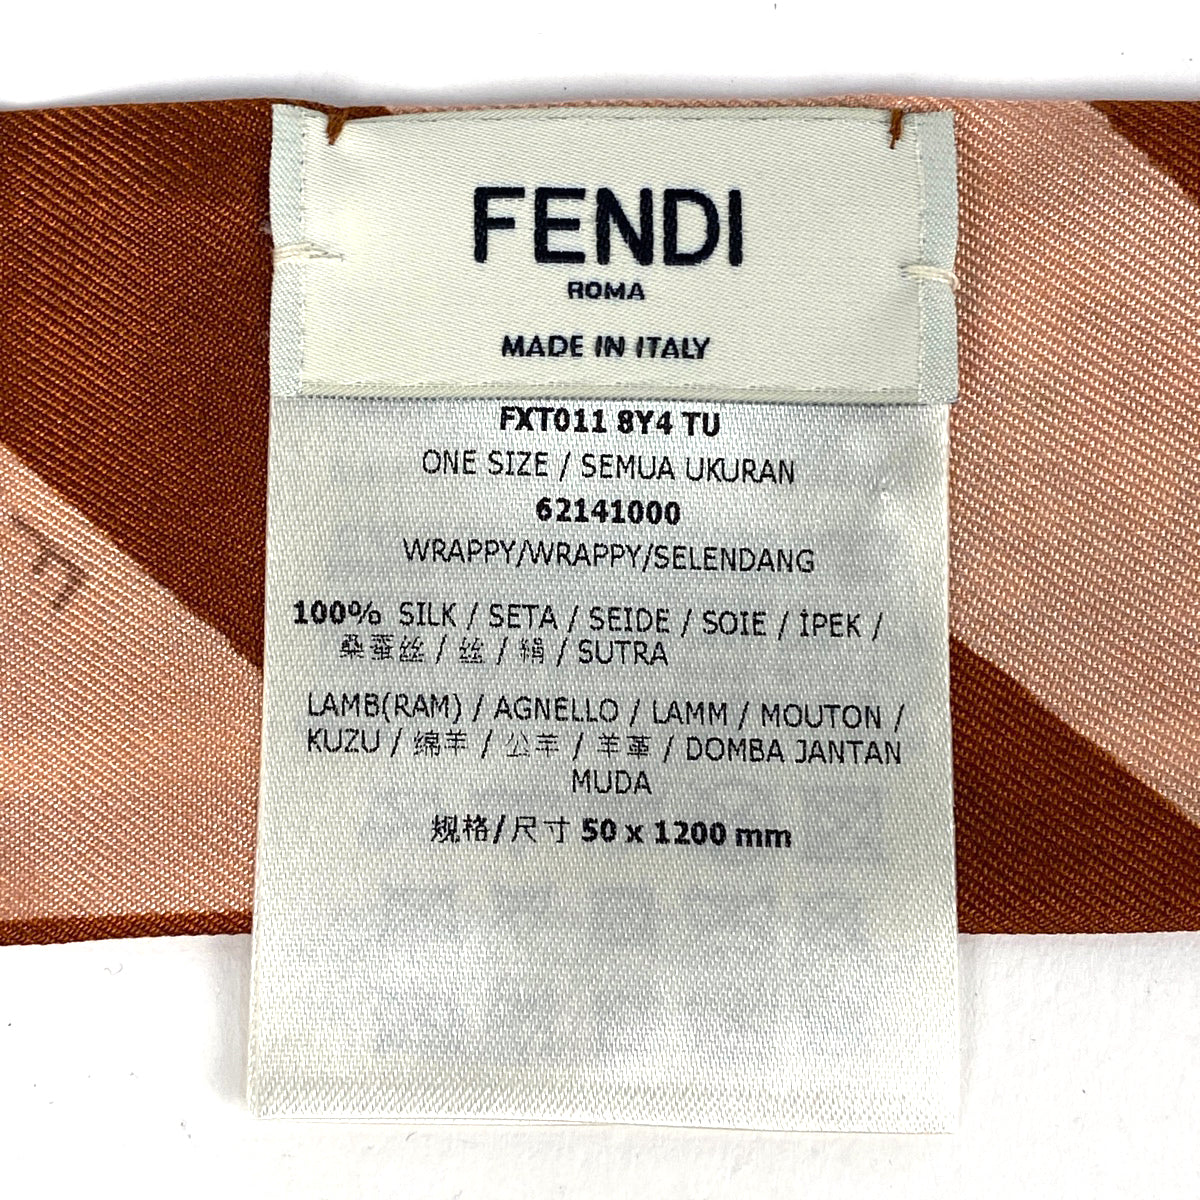 FENDI
ROMA
MADE IN ITALY
FXT011 8Y4 TU
ONE SIZE / SEMUA UKURAN
62141000
WRAPPY/WRAPPY/SELENDANG
100% SILK / SETA / SEIDE / SOIE / İPEK /
桑蚕丝 / 丝 / 絹 / SUTRA
LAMB(RAM) / AGNELLO / LAMM / MOUTON /
KUZU / 绵羊 / 公羊 / 羊革 / DOMBA JANTAN
MUDA
规格/尺寸 50 x 1200 mm